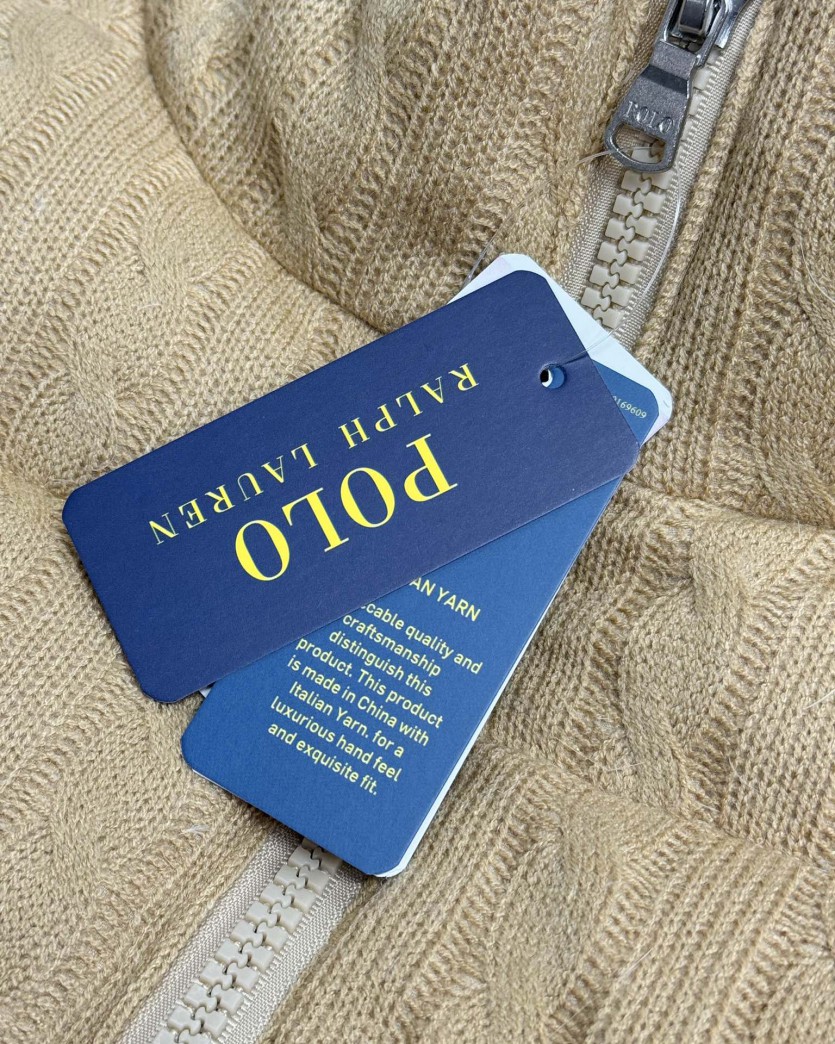 POLO
POLO
RALPH LAUREN
0169609
AN YARN
quality and
craftsmanship
distinguish this
product. This product
is made in China with
Italian Yarn. for a
luxurious hand feel
and exquisite fit.